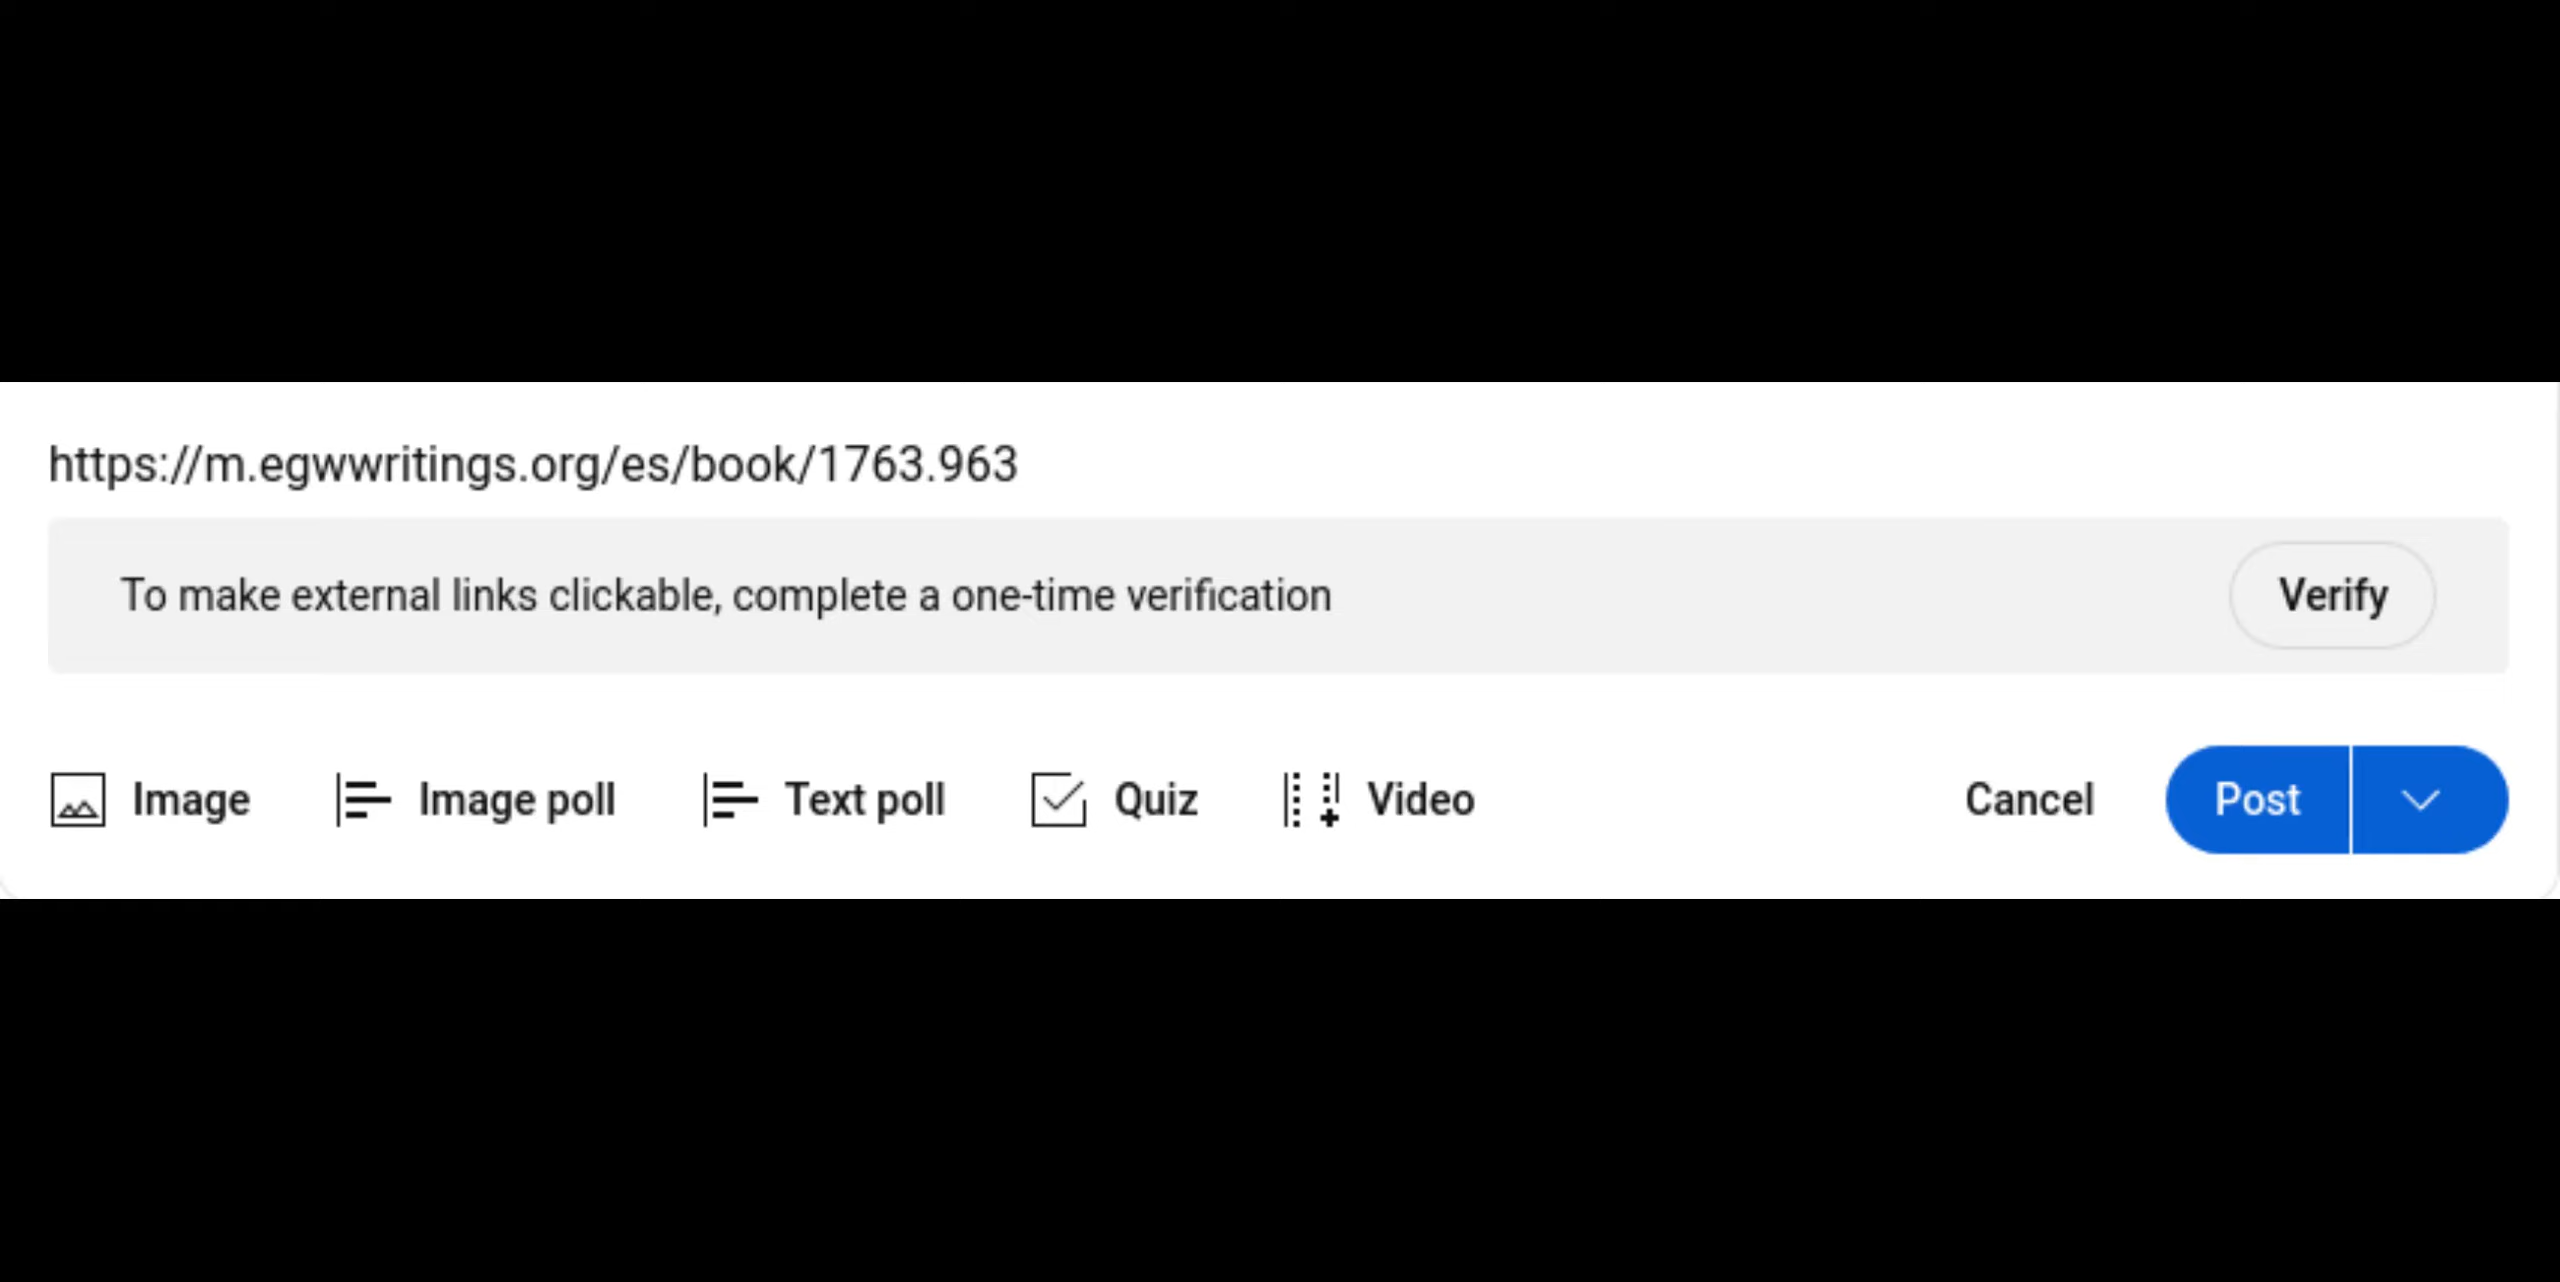 https://m.egwwritings.org/es/book/1763.963
To make external links clickable, complete a one-time verification Verify
Image Image poll Text poll Quiz Video Cancel Post